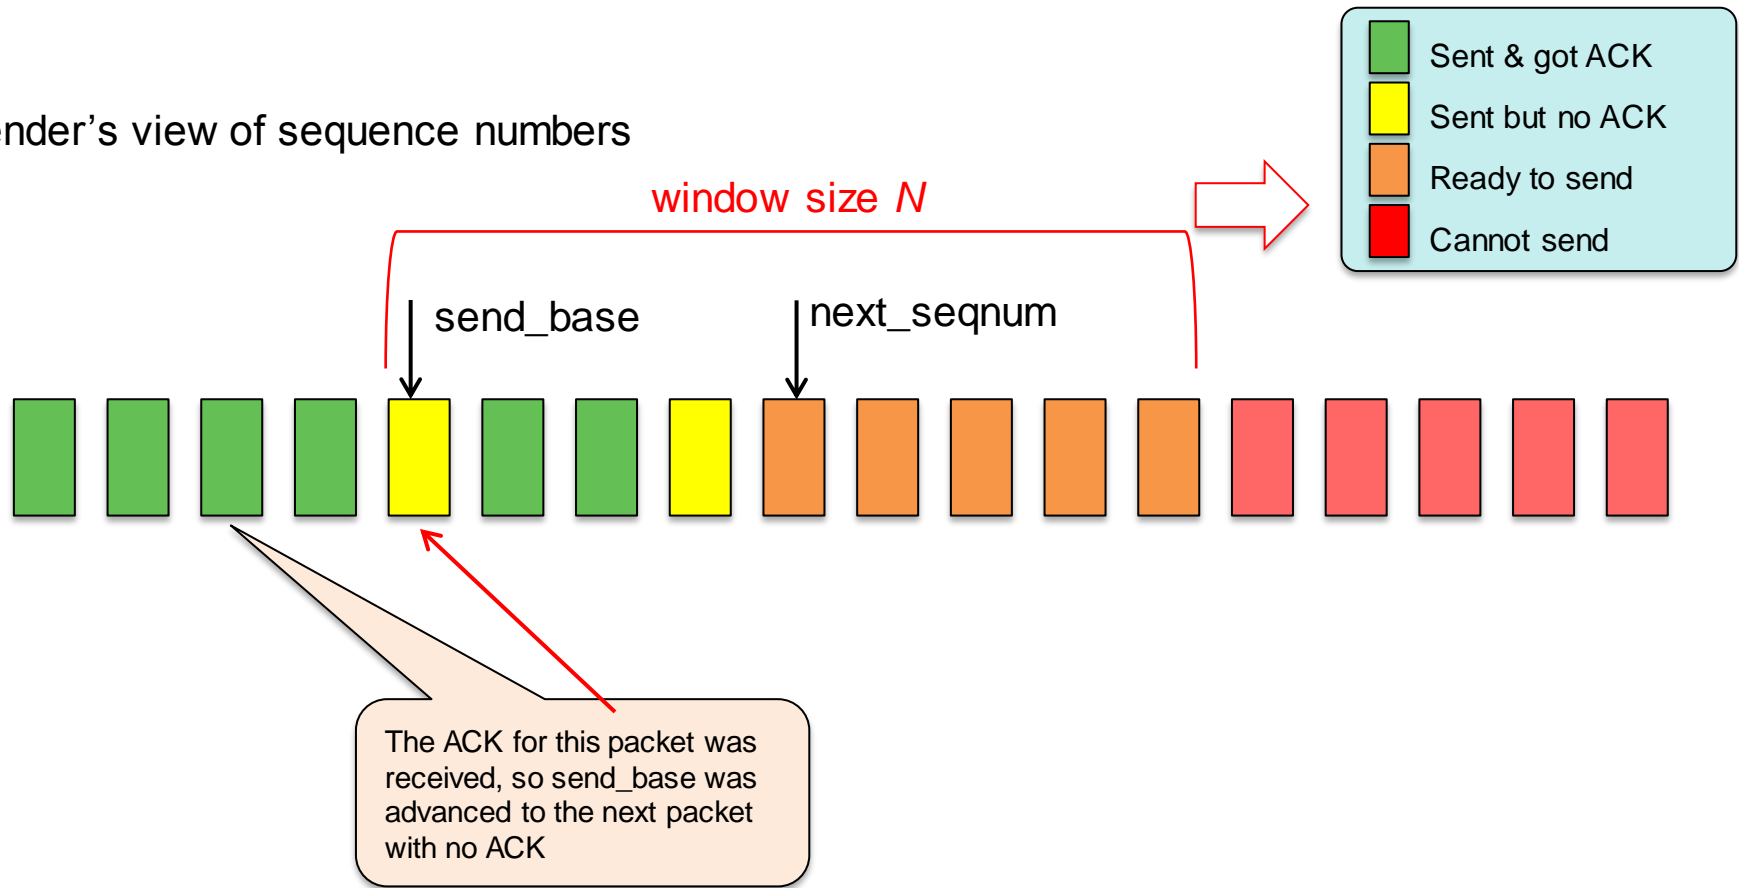 ender’s view of sequence numbers
window size N
send_base
next_seqnum
Sent & got ACK
Sent but no ACK
Ready to send
Cannot send
The ACK for this packet was
received, so send_base was
advanced to the next packet
with no ACK